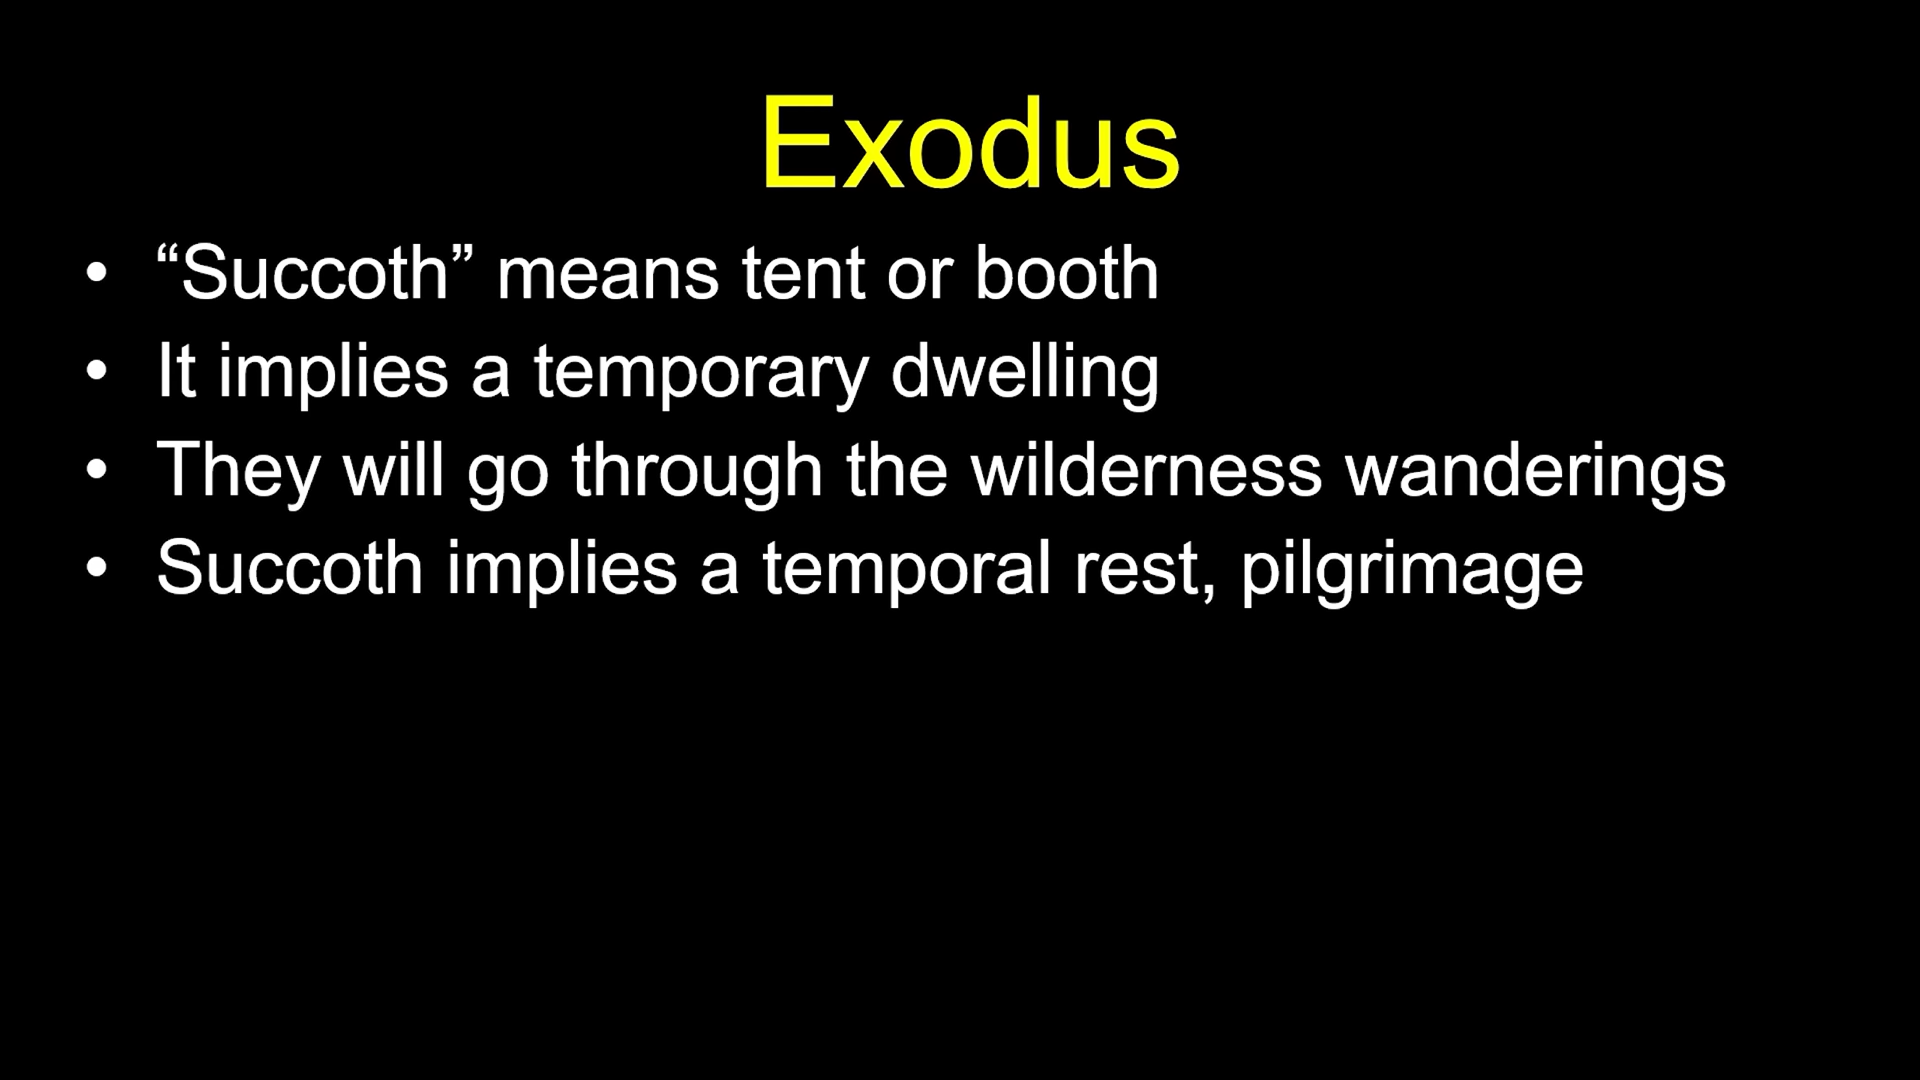 Exodus
• “Succoth” means tent or booth
• It implies a temporary dwelling
• They will go through the wilderness wanderings
• Succoth implies a temporal rest, pilgrimage